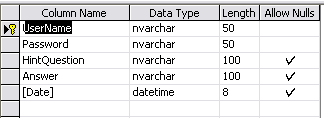 Column Name Data Type Length Allow Nulls
UserName nvarchar 50
Password nvarchar 50
HintQuestion nvarchar 100
Answer nvarchar 100
[Date] datetime 8